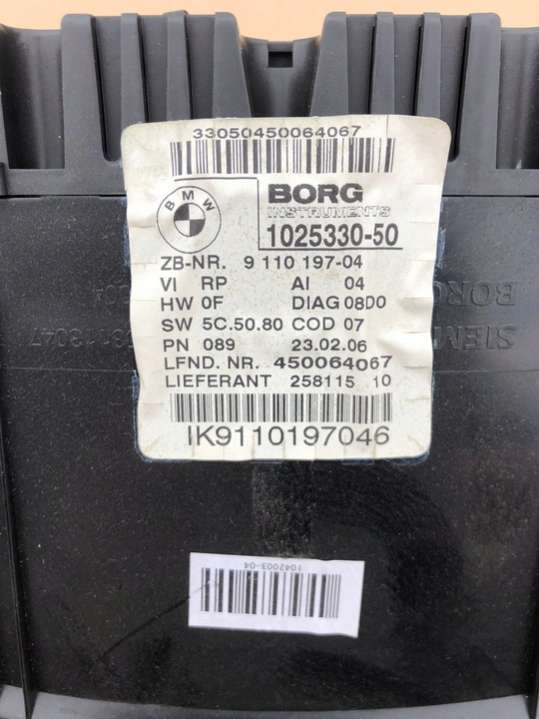 33050450064067
BMW
BORG
INSTRUMENTS
1025330-50
ZB-NR. 9 110 197-04
VI RP AI 04
HW 0F DIAG 08D0
SW 5C.50.80 COD 07
PN 089 23.02.06
LFND. NR. 450064067
LIEFERANT 258115 10
IK9110197046
BORG
SIEM
1042003-04